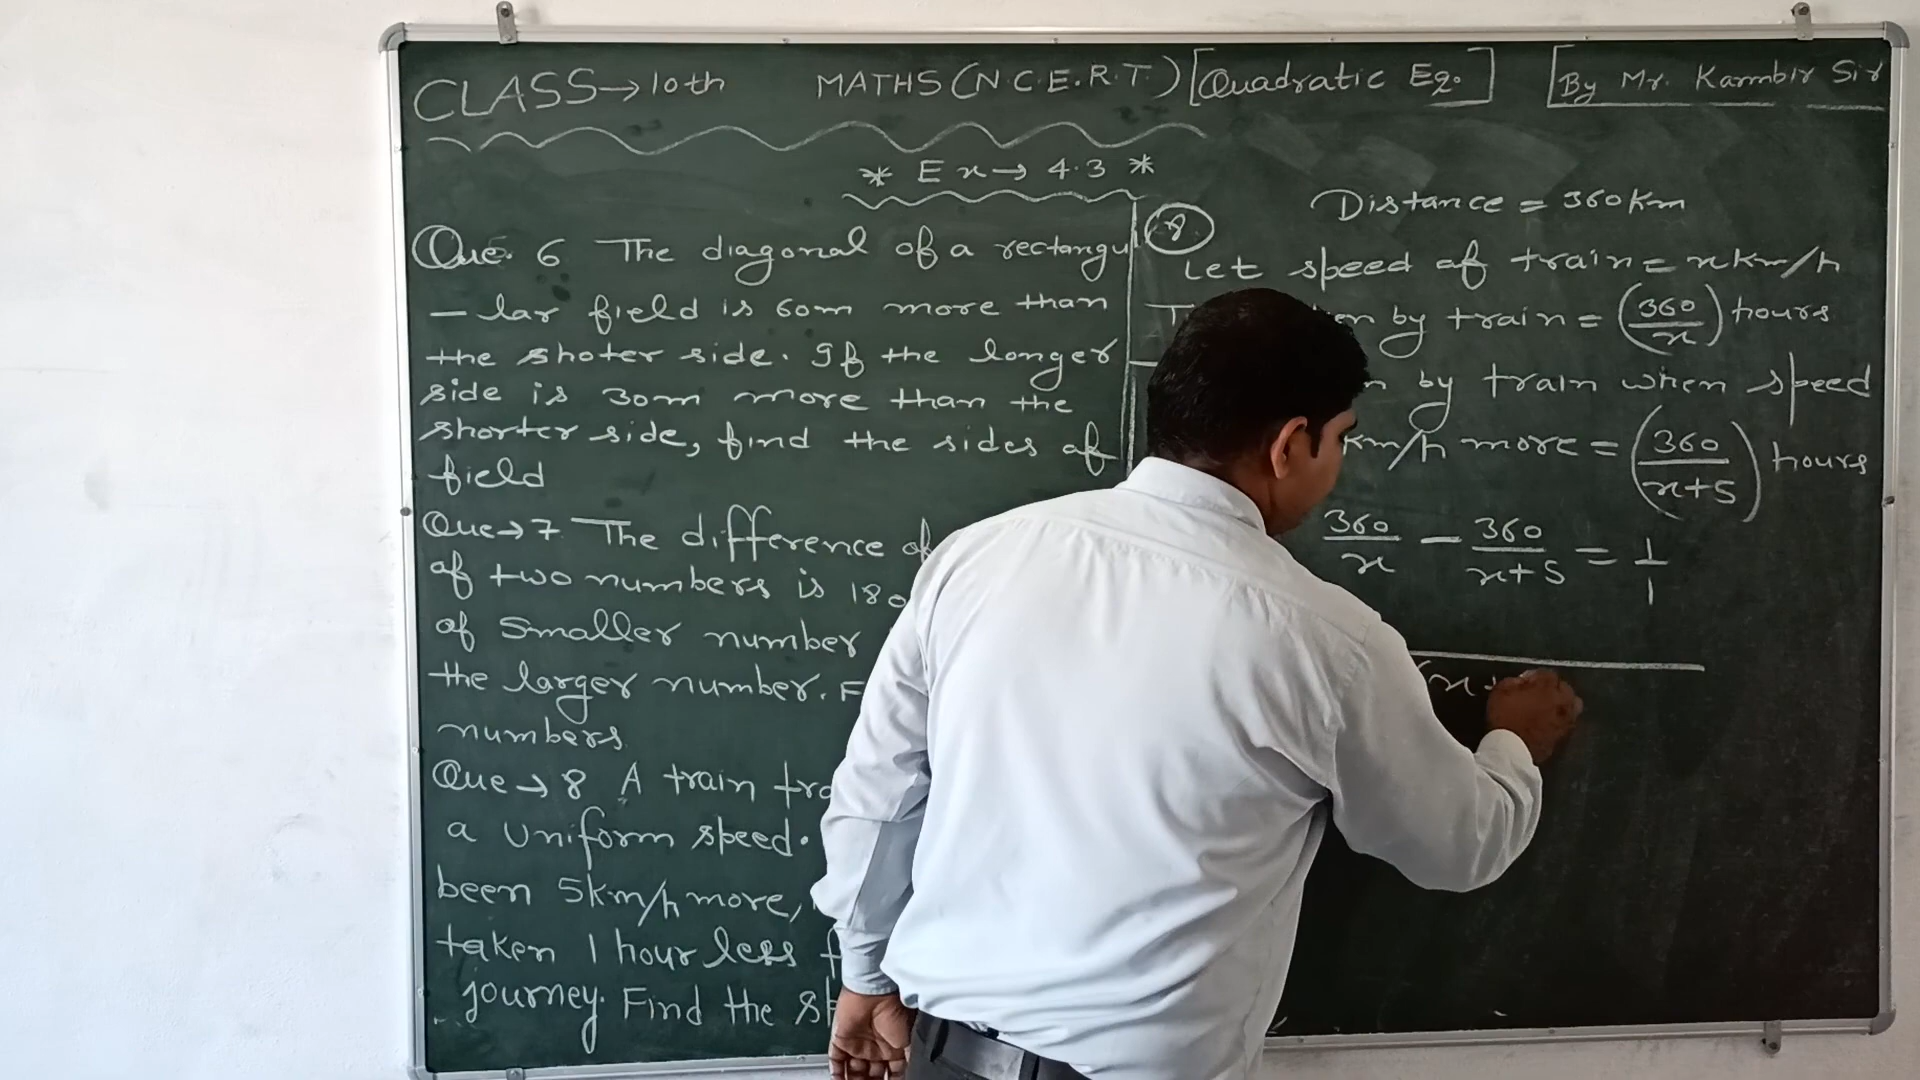 CLASS→10th MATHS (N.C.E.R.T) [Quadratic Eq.] [By Mr. Karmbir Sir
* Ex→ 4.3 *
Que. 6 The diagonal of a rectangu
- lar field is 60m more than
the shoter side. If the longer
side is 30m more than the
shorter side, find the sides of
field
Que→7 The difference of
of two numbers is 180
of smaller number
the larger number. F
numbers
Que→8 A train tra
a uniform speed.
been 5km/h more,
taken 1 hour less f
journey. Find the s
8 Distance = 360km
Let speed of train = x km/h
by train = (360/x) hours
by train when speed
km/h more = (360/x+5) hours
360/x - 360/x+5 = 1/1
(x+